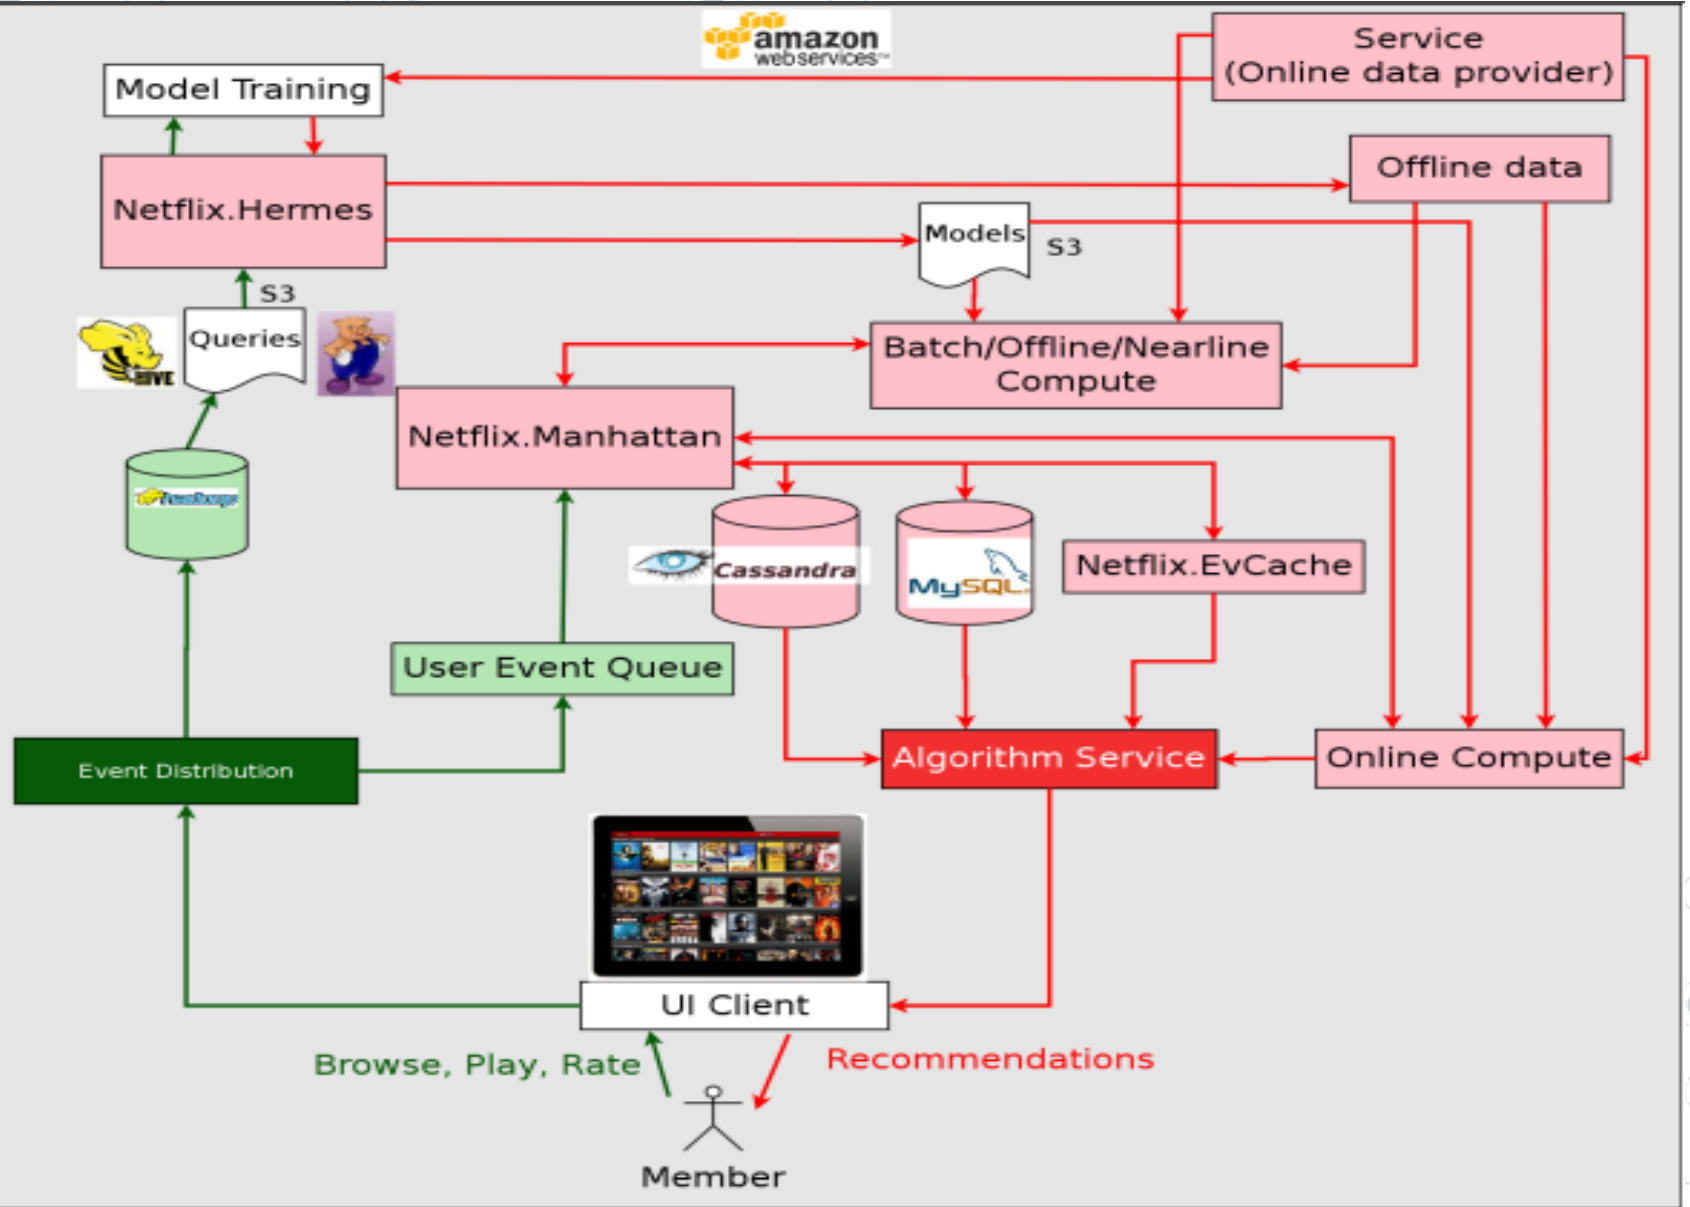 amazon
webservices™
Service
(Online data provider)
Model Training
Offline data
Netflix.Hermes
Models
S3
S3
Queries
HIVE
Batch/Offline/Nearline
Compute
Netflix.Manhattan
Cassandra
MySQL
Netflix.EvCache
User Event Queue
Algorithm Service
Online Compute
Event Distribution
UI Client
Browse, Play, Rate
Recommendations
Member